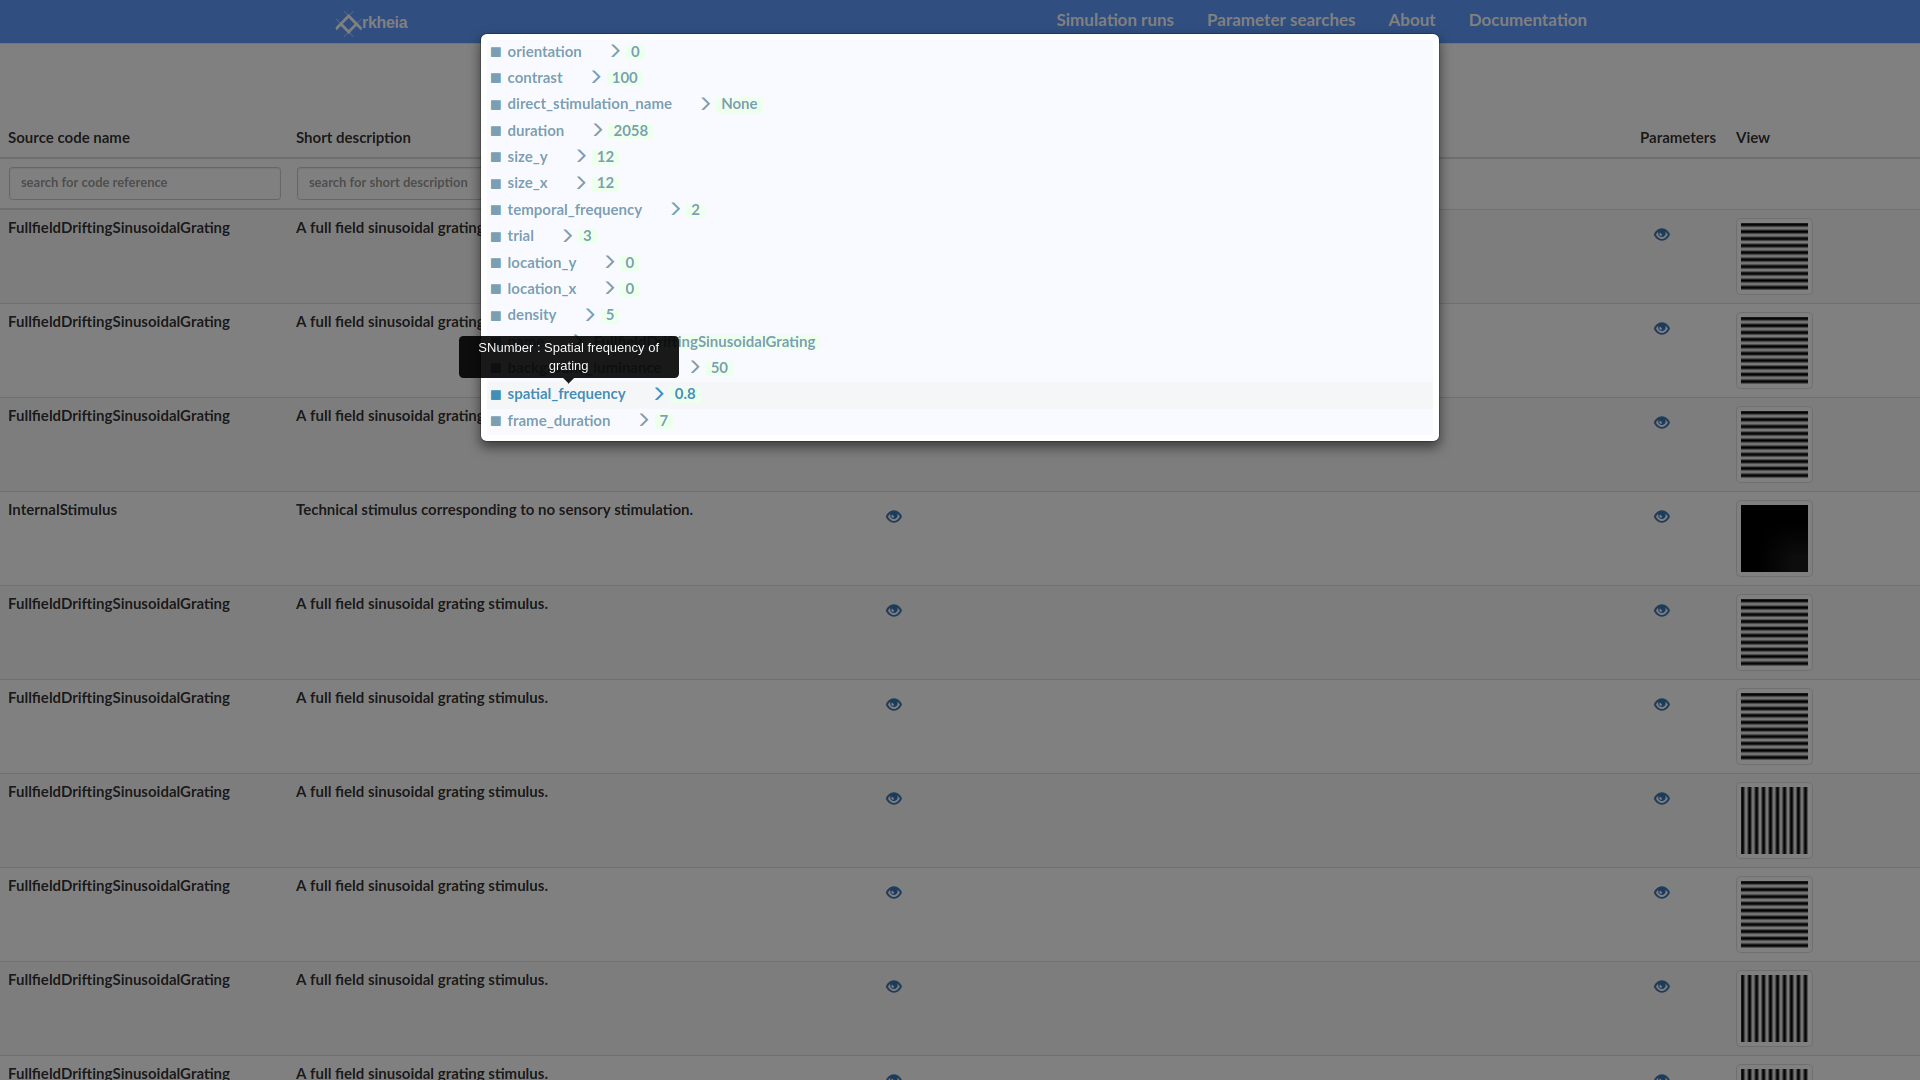 rkheia
Simulation runs Parameter searches About Documentation
orientation 0
contrast 100
direct_stimulation_name None
duration 2058
size_y 12
size_x 12
temporal_frequency 2
trial 3
location_y 0
location_x 0
density 5
ingSinusoidalGrating
SNumber : Spatial frequency of
grating
background_luminance 50
spatial_frequency 0.8
frame_duration 7
Source code name Short description Parameters View
search for code reference search for short description
FullfieldDriftingSinusoidalGrating A full field sinusoidal grating
FullfieldDriftingSinusoidalGrating A full field sinusoidal grating
FullfieldDriftingSinusoidalGrating A full field sinusoidal grating
InternalStimulus Technical stimulus corresponding to no sensory stimulation.
FullfieldDriftingSinusoidalGrating A full field sinusoidal grating stimulus.
FullfieldDriftingSinusoidalGrating A full field sinusoidal grating stimulus.
FullfieldDriftingSinusoidalGrating A full field sinusoidal grating stimulus.
FullfieldDriftingSinusoidalGrating A full field sinusoidal grating stimulus.
FullfieldDriftingSinusoidalGrating A full field sinusoidal grating stimulus.
FullfieldDriftingSinusoidalGrating A full field sinusoidal grating stimulus.